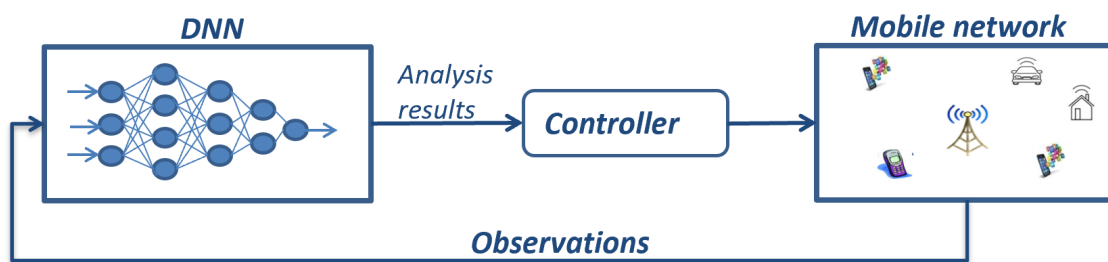 DNN
Mobile network
Analysis
results
Controller
Observations